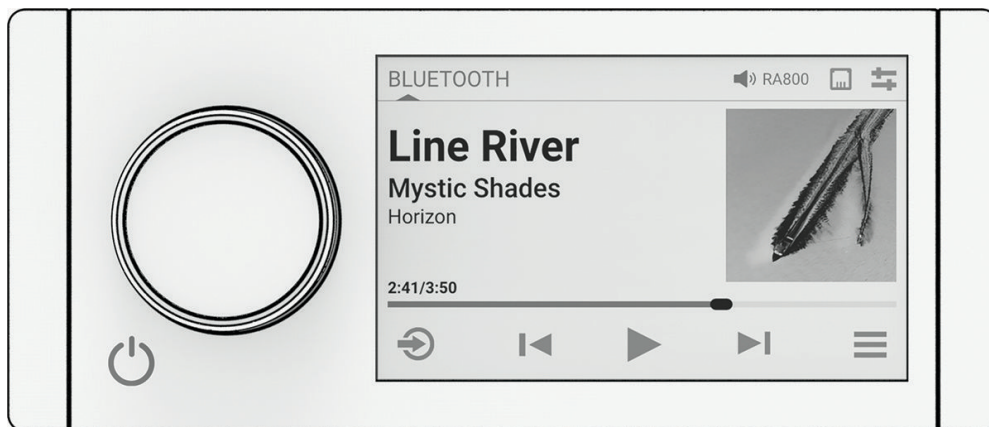 BLUETOOTH
RA800
Line River
Mystic Shades
Horizon
2:41/3:50